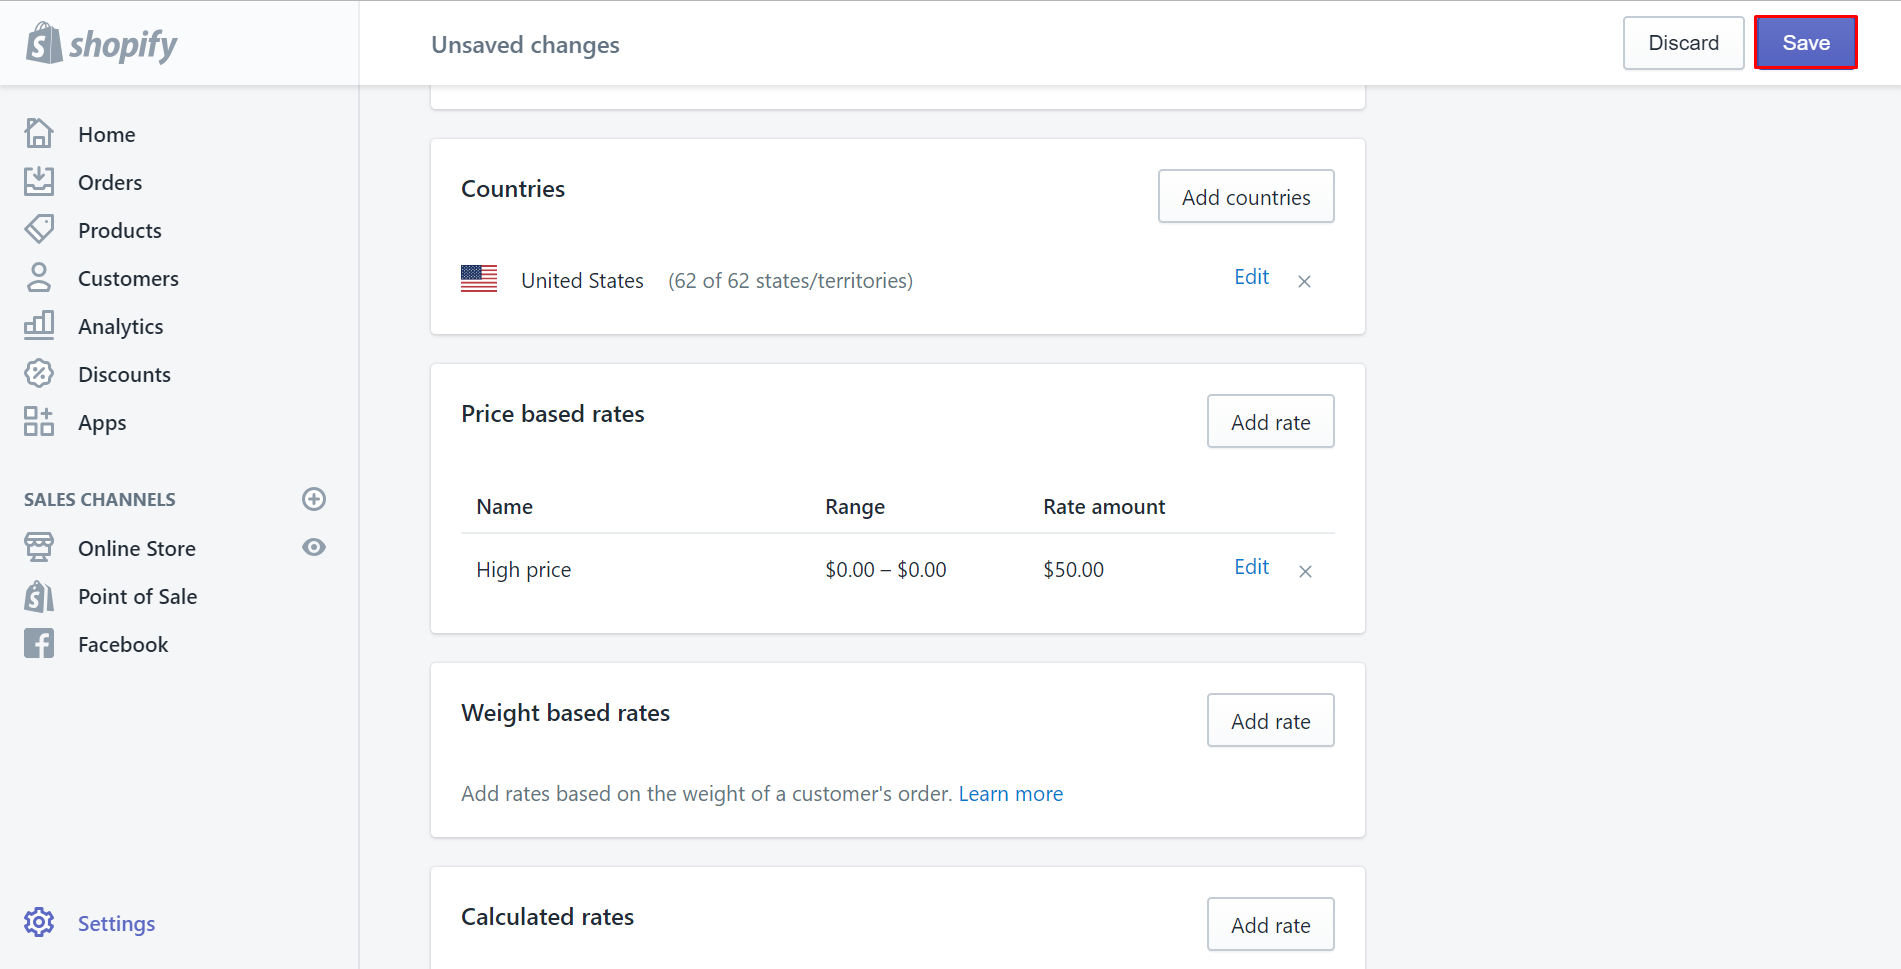 shopify
Unsaved changes
Discard
Save
Home
Orders
Products
Customers
Analytics
Discounts
Apps
SALES CHANNELS
Online Store
Point of Sale
Facebook
Settings
Countries
Add countries
United States (62 of 62 states/territories) Edit
Price based rates
Add rate
Name Range Rate amount
High price $0.00 – $0.00 $50.00 Edit
Weight based rates
Add rate
Add rates based on the weight of a customer's order. Learn more
Calculated rates
Add rate